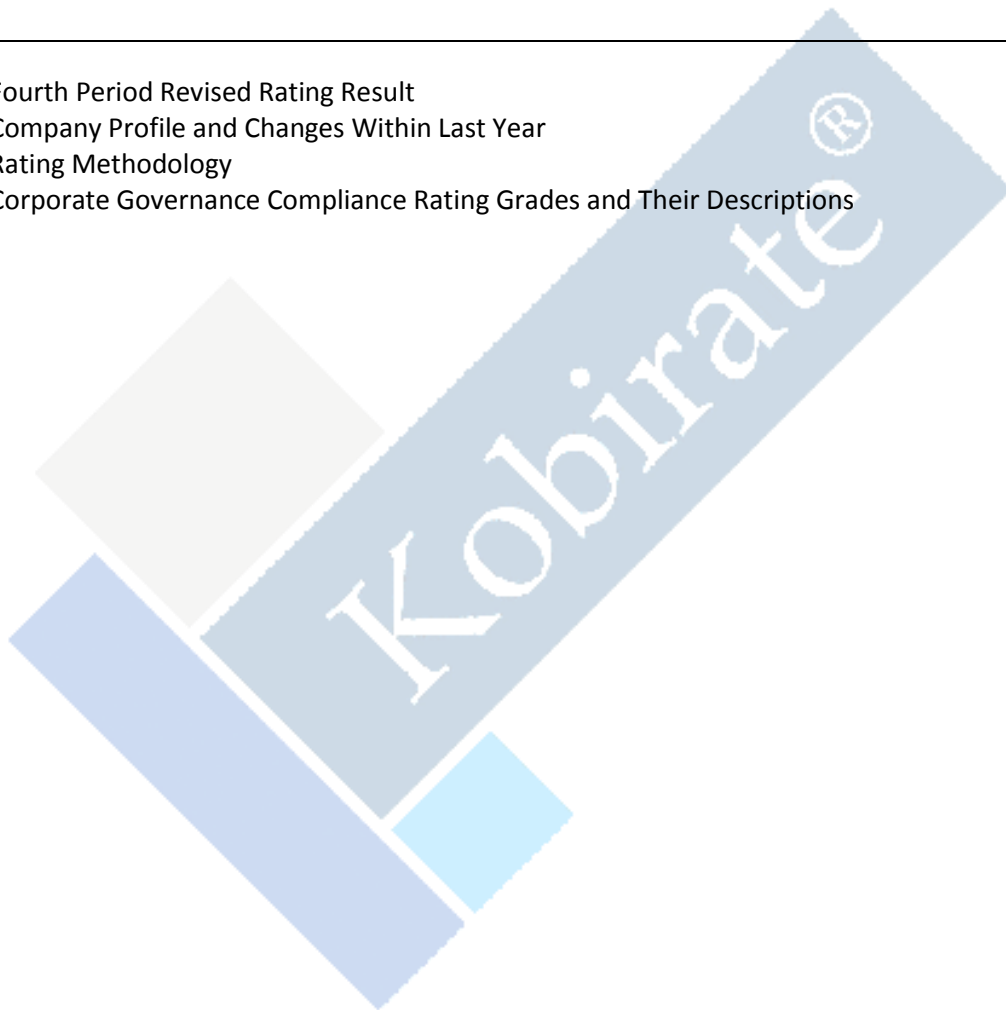 Fourth Period Revised Rating Result
Company Profile and Changes Within Last Year
Rating Methodology
Corporate Governance Compliance Rating Grades and Their Descriptions
Kobirate ®